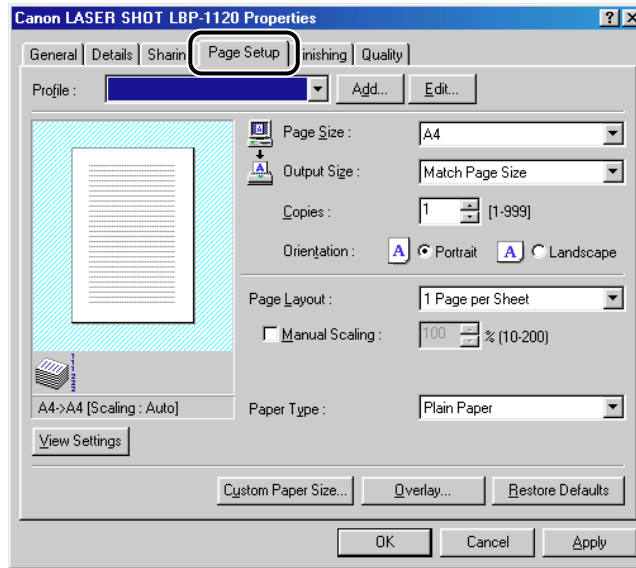 Canon LASER SHOT LBP-1120 Properties
General Details Sharin Page Setup inishing Quality
Profile : Add... Edit...
Page Size : A4
Output Size : Match Page Size
Copies : 1 [1-999]
Orientation : A Portrait A Landscape
Page Layout : 1 Page per Sheet
Manual Scaling : 100 % (10-200)
A4->A4 [Scaling : Auto]
Paper Type : Plain Paper
View Settings
Custom Paper Size... Overlay... Restore Defaults
OK Cancel Apply